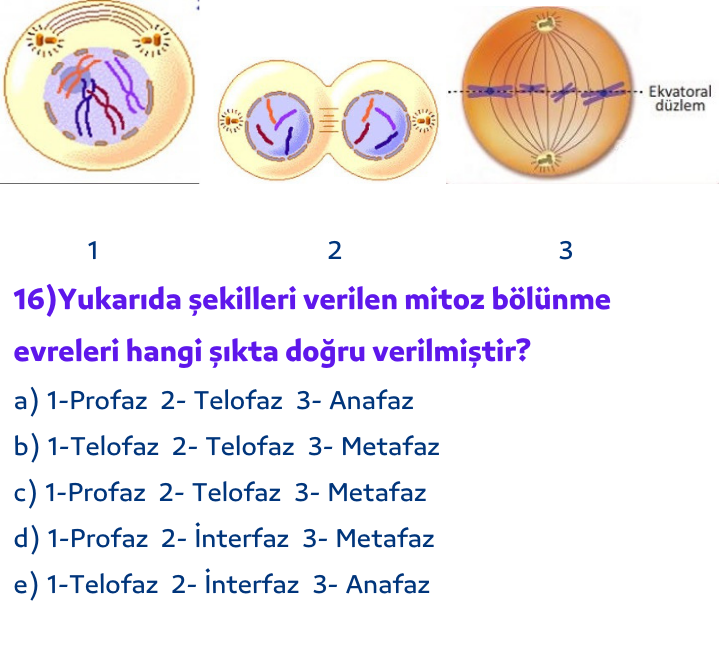 Ekvatoral
düzlem
1 2 3
16)Yukarıda şekilleri verilen mitoz bölünme
evreleri hangi şıkta doğru verilmiştir?
a) 1-Profaz 2- Telofaz 3- Anafaz
b) 1-Telofaz 2- Telofaz 3- Metafaz
c) 1-Profaz 2- Telofaz 3- Metafaz
d) 1-Profaz 2- İnterfaz 3- Metafaz
e) 1-Telofaz 2- İnterfaz 3- Anafaz